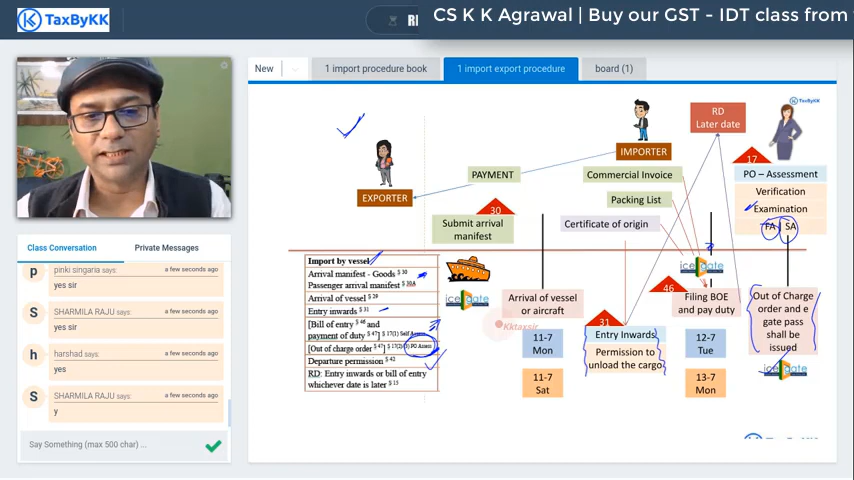 CS K K Agrawal | Buy our GST - IDT class from
TaxByKK
New
1 import procedure book
1 import export procedure
board (1)
TaxByKK
RD
Later date
IMPORTER
EXPORTER
PAYMENT
Commercial Invoice
Packing List
Certificate of origin
30
Submit arrival
manifest
17
PO – Assessment
Verification
Examination
FA
SA
Import by vessel
Arrival manifest - Goods § 30
Passenger arrival manifest § 30A
Arrival of vessel § 29
Entry inwards § 31
[Bill of entry § 46 and
payment of duty § 47] § 17(1) Self Assess
[Out of charge order § 47] § 17(2) (3) PO Assess
Departure permission § 42
RD: Entry inwards or bill of entry
whichever date is later § 15
icegate
Arrival of vessel
or aircraft
11-7
Mon
11-7
Sat
Kktaxsir
31
Entry Inwards
Permission to
unload the cargo
icegate
46
Filing BOE
and pay duty
12-7
Tue
13-7
Mon
Out of Charge
order and e
gate pass
shall be
issued
icegate
Class Conversation
Private Messages
p
pinki singaria says:
a few seconds ago
yes sir
S
SHARMILA RAJU says:
a few seconds ago
yes sir
h
harshad says:
a few seconds ago
yes
S
SHARMILA RAJU says:
a few seconds ago
y
Say Something (max 500 char) ...